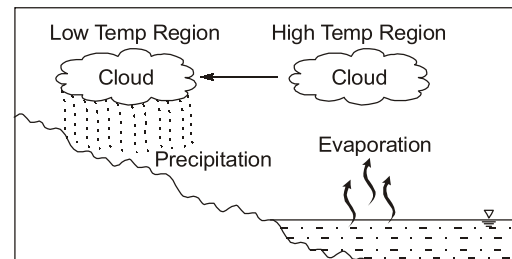 Low Temp Region High Temp Region
Cloud Cloud
Precipitation
Evaporation